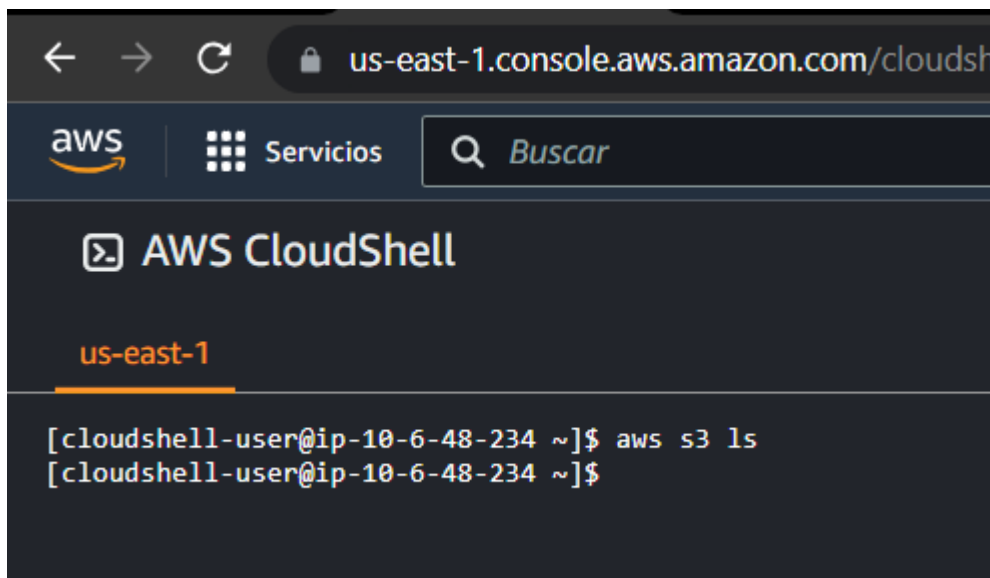 us-east-1.console.aws.amazon.com/cloudsh
aws Servicios Buscar
AWS CloudShell
us-east-1
[cloudshell-user@ip-10-6-48-234 ~]$ aws s3 ls
[cloudshell-user@ip-10-6-48-234 ~]$